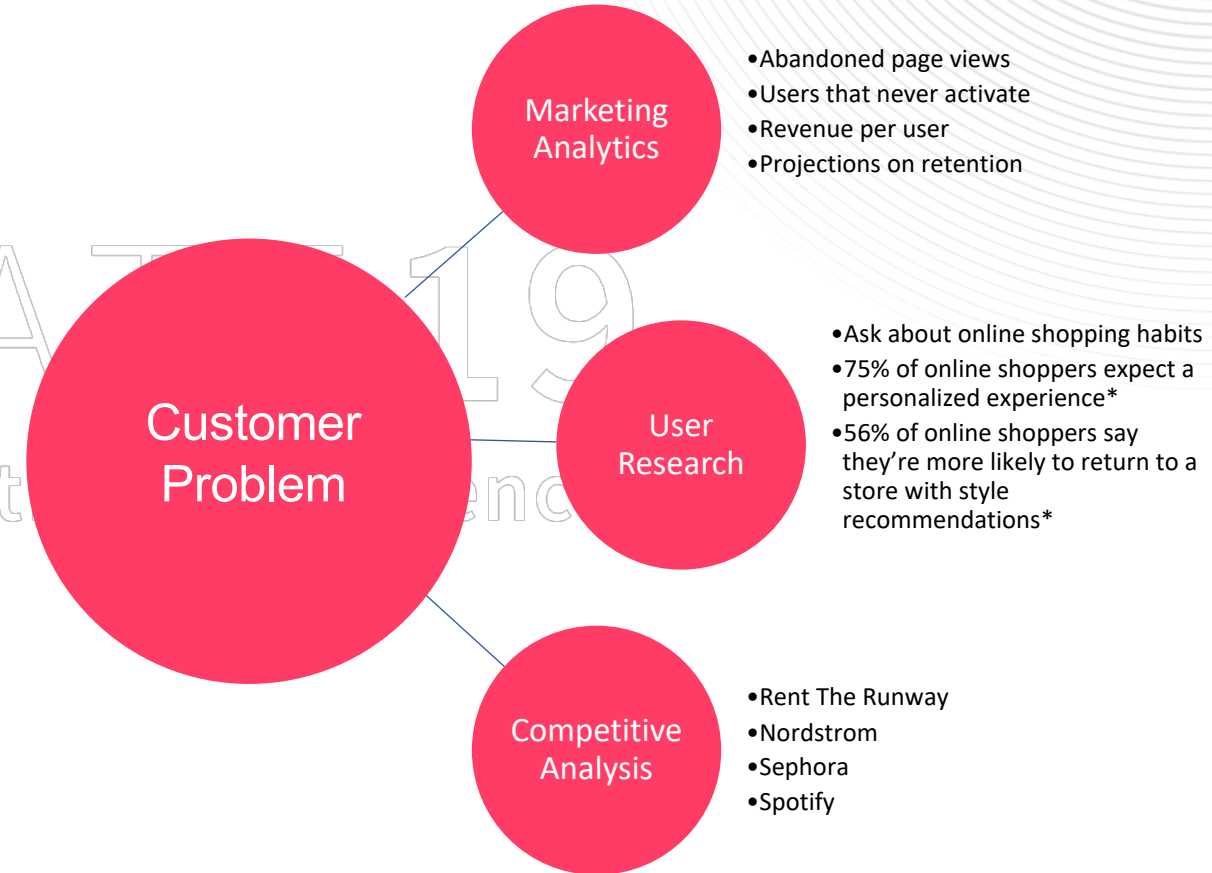 Marketing
Analytics
•Abandoned page views
•Users that never activate
•Revenue per user
•Projections on retention
19
Customer
Problem
User
Research
•Ask about online shopping habits
•75% of online shoppers expect a
personalized experience*
•56% of online shoppers say
they’re more likely to return to a
store with style
recommendations*
Competitive
Analysis
•Rent The Runway
•Nordstrom
•Sephora
•Spotify